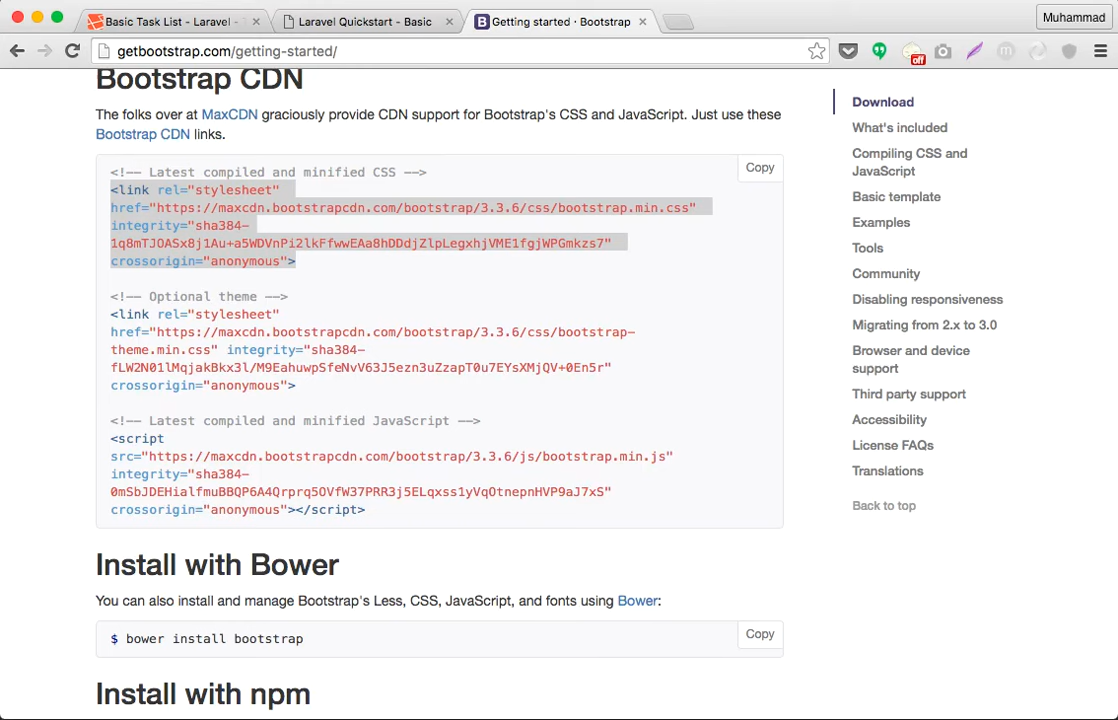 Basic Task List - Laravel -
Laravel Quickstart - Basic
Getting started · Bootstrap
Muhammad
getbootstrap.com/getting-started/
off
m
Bootstrap CDN
The folks over at MaxCDN graciously provide CDN support for Bootstrap's CSS and JavaScript. Just use these
Bootstrap CDN links.
Copy
<!-- Latest compiled and minified CSS -->
<link rel="stylesheet"
href="https://maxcdn.bootstrapcdn.com/bootstrap/3.3.6/css/bootstrap.min.css"
integrity="sha384-
1q8mTJOASx8j1Au+a5WDVnPi2lkFfwwEAa8hDDdjZlpLegxhjVME1fgjWPGmkzs7"
crossorigin="anonymous">
<!-- Optional theme -->
<link rel="stylesheet"
href="https://maxcdn.bootstrapcdn.com/bootstrap/3.3.6/css/bootstrap-
theme.min.css" integrity="sha384-
fLW2N01lMqjakBkx3l/M9EahuwpSfeNvV63J5ezn3uZzapT0u7EYsXMjQV+0En5r"
crossorigin="anonymous">
<!-- Latest compiled and minified JavaScript -->
<script
src="https://maxcdn.bootstrapcdn.com/bootstrap/3.3.6/js/bootstrap.min.js"
integrity="sha384-
0mSbJDEHialfmuBBQP6A4Qrprq5OVfW37PRR3j5ELqxss1yVqOtnepnHVP9aJ7xS"
crossorigin="anonymous"></script>
Install with Bower
You can also install and manage Bootstrap's Less, CSS, JavaScript, and fonts using Bower:
Copy
$ bower install bootstrap
Install with npm
Download
What's included
Compiling CSS and
JavaScript
Basic template
Examples
Tools
Community
Disabling responsiveness
Migrating from 2.x to 3.0
Browser and device
support
Third party support
Accessibility
License FAQs
Translations
Back to top